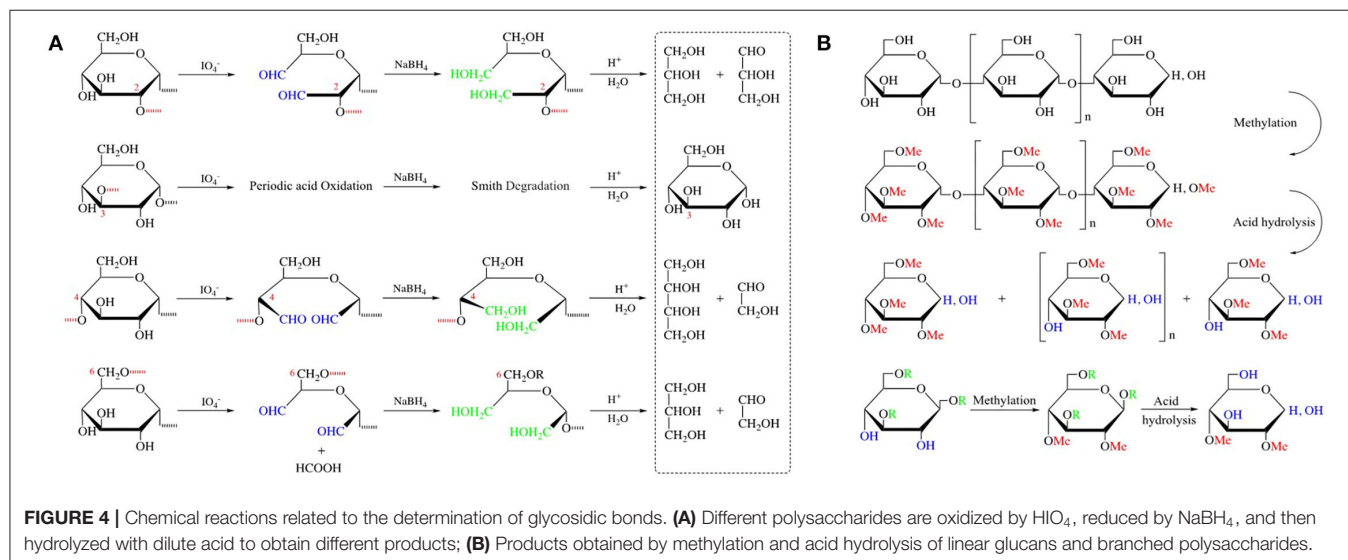 A
CH₂OH
O
OH
OH
2
O
IO₄⁻
CH₂OH
O
OHC
OHC
2
O
NaBH₄
CH₂OH
O
HOH₂C
HOH₂C
2
O
H⁺
H₂O
CH₂OH
CHOH
CH₂OH
+
CHO
CHOH
CH₂OH
CH₂OH
O
O
OH
3
OH
O
IO₄⁻
Periodic acid Oxidation
NaBH₄
Smith Degradation
H⁺
H₂O
CH₂OH
O
OH
OH
3
OH
OH
CH₂OH
O
4
OH
O
OH
IO₄⁻
CH₂OH
O
4
O
CHO
OHC
NaBH₄
CH₂OH
O
4
CH₂OH
O
HOH₂C
H⁺
H₂O
CH₂OH
CHOH
CHOH
CH₂OH
+
CHO
CH₂OH
6
CH₂O
O
OH
OH
OH
IO₄⁻
6
CH₂O
O
OHC
OHC
+
HCOOH
NaBH₄
6
CH₂OR
O
HOH₂C
HOH₂C
O
H⁺
H₂O
CH₂OH
CHOH
CH₂OH
+
CHO
CH₂OH
B
OH
O
OH
OH
OH
O
OH
O
OH
OH
n
O
OH
O
OH
OH
H, OH
Methylation
OMe
O
OMe
OMe
OMe
O
OMe
O
OMe
OMe
n
O
OMe
O
OMe
OMe
H, OMe
Acid hydrolysis
OMe
O
OMe
OMe
OMe
H, OH
+
OMe
O
OMe
OH
OMe
H, OH
n
+
OMe
O
OMe
OH
OMe
H, OH
OR
O
OR
OR
OH
OH
Methylation
OR
O
OR
OR
OMe
OMe
Acid
hydrolysis
OH
O
OH
OMe
OMe
H, OH
FIGURE 4 | Chemical reactions related to the determination of glycosidic bonds. (A) Different polysaccharides are oxidized by HIO₄, reduced by NaBH₄, and then
hydrolyzed with dilute acid to obtain different products; (B) Products obtained by methylation and acid hydrolysis of linear glucans and branched polysaccharides.